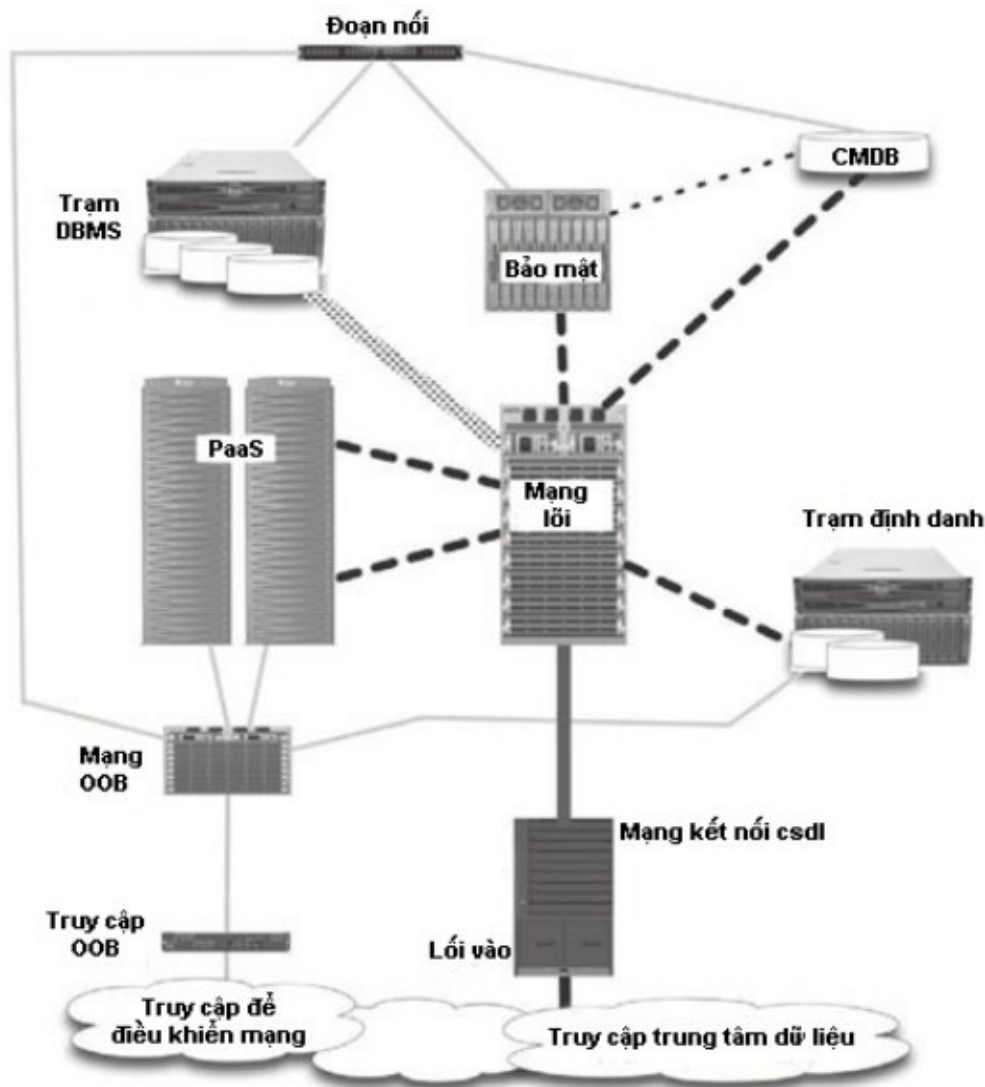 Đoạn nối
CMDB
Trạm
DBMS
Bảo mật
PaaS
Mạng
lõi
Trạm định danh
Mạng
OOB
Mạng kết nối csdl
Truy cập
OOB
Lối vào
Truy cập để
điều khiển mạng
Truy cập trung tâm dữ liệu